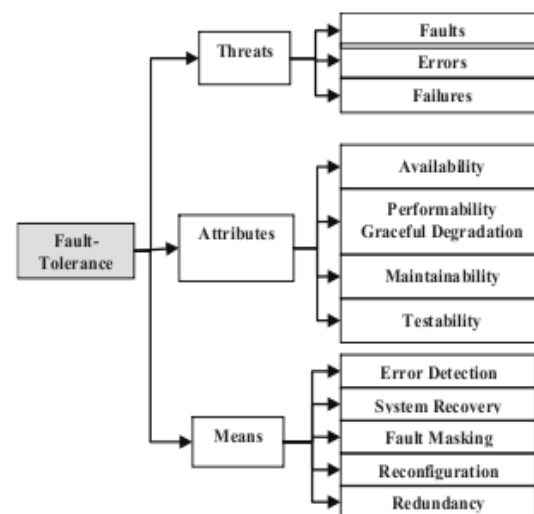 Fault-
Tolerance
Threats
Faults
Errors
Failures
Attributes
Availability
Performability
Graceful Degradation
Maintainability
Testability
Means
Error Detection
System Recovery
Fault Masking
Reconfiguration
Redundancy